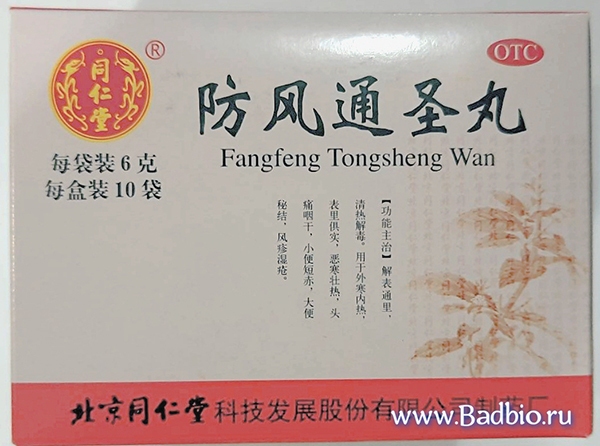 同仁堂
®
OTC
防风通圣丸
Fangfeng Tongsheng Wan
每袋装 6 克
每盒装 10 袋
【功能主治】 解表通里，
清热解毒。用于外寒内热，
表里俱实，恶寒壮热，头
痛咽干，小便短赤，大便
秘结，风疹湿疮。
北京同仁堂科技发展股份有限公司制药厂
www.Badbio.ru